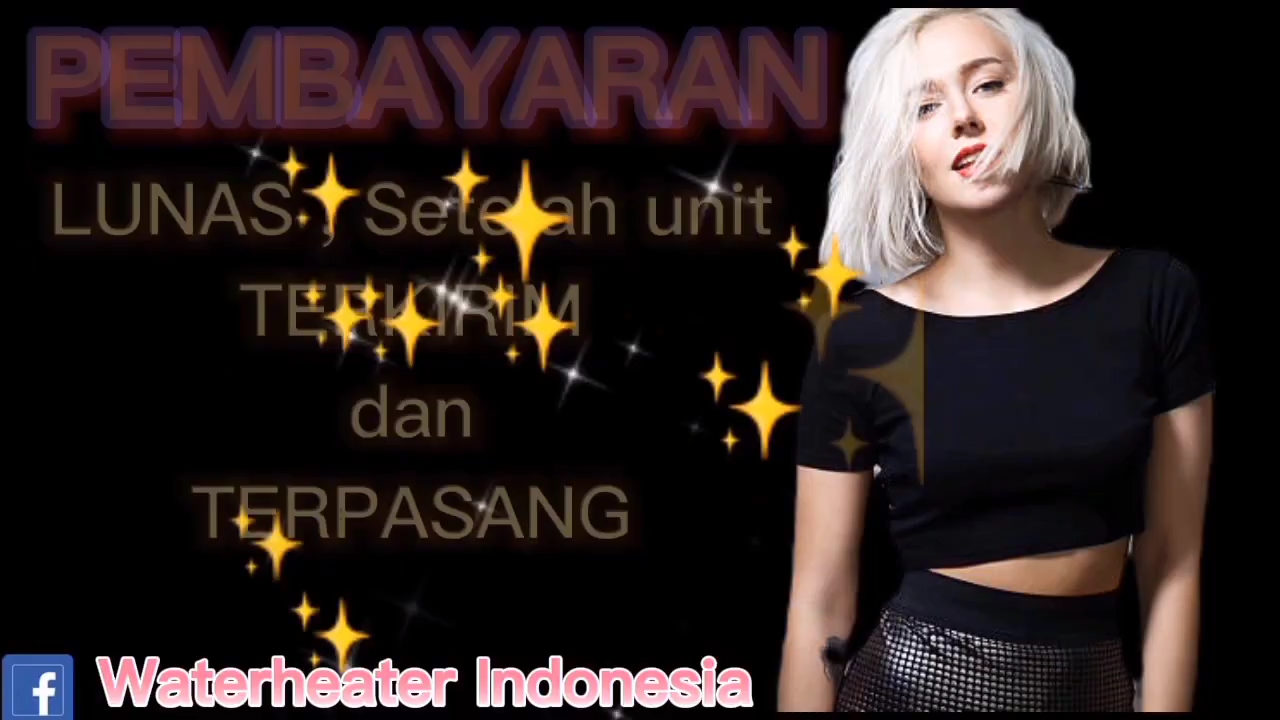 PEMBAYARAN
LUNAS , Setelah unit
TERKIRIM
dan
TERPASANG
f Waterheater Indonesia